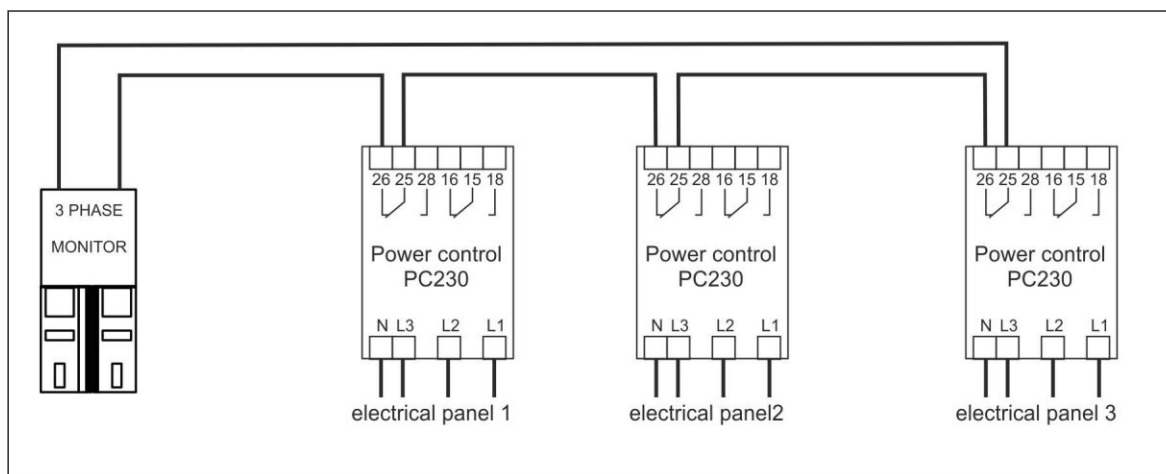 3 PHASE
MONITOR
26 25 28 16 15 18
Power control
PC230
N L3 L2 L1
electrical panel 1
26 25 28 16 15 18
Power control
PC230
N L3 L2 L1
electrical panel2
26 25 28 16 15 18
Power control
PC230
N L3 L2 L1
electrical panel 3